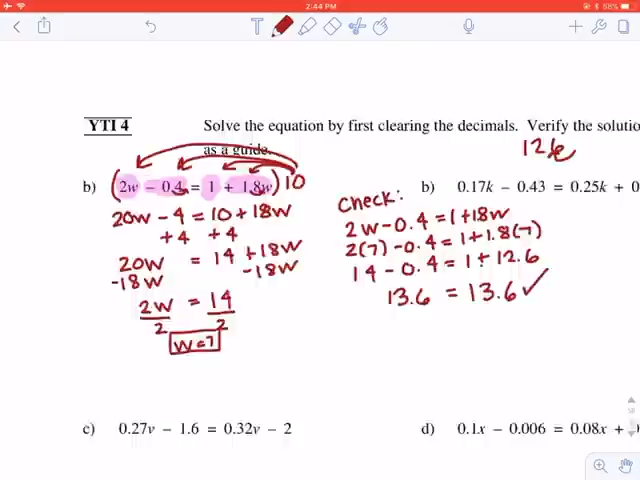 2:44 PM
58%
YTI 4 Solve the equation by first clearing the decimals. Verify the solutio
as a guide.
b) (2w − 0.4 = 1 + 1.8w) 10
20w − 4 = 10 + 18w
+4 +4
20w = 14 + 18w
-18w -18w
2w = 14
2 2
w=7
Check:
2w − 0.4 = 1 + 18w
2(7) − 0.4 = 1 + 1.8(7)
14 − 0.4 = 1 + 12.6
13.6 = 13.6 ✓
b) 0.17k − 0.43 = 0.25k + 0
c) 0.27v − 1.6 = 0.32v − 2
d) 0.1x − 0.006 = 0.08x +